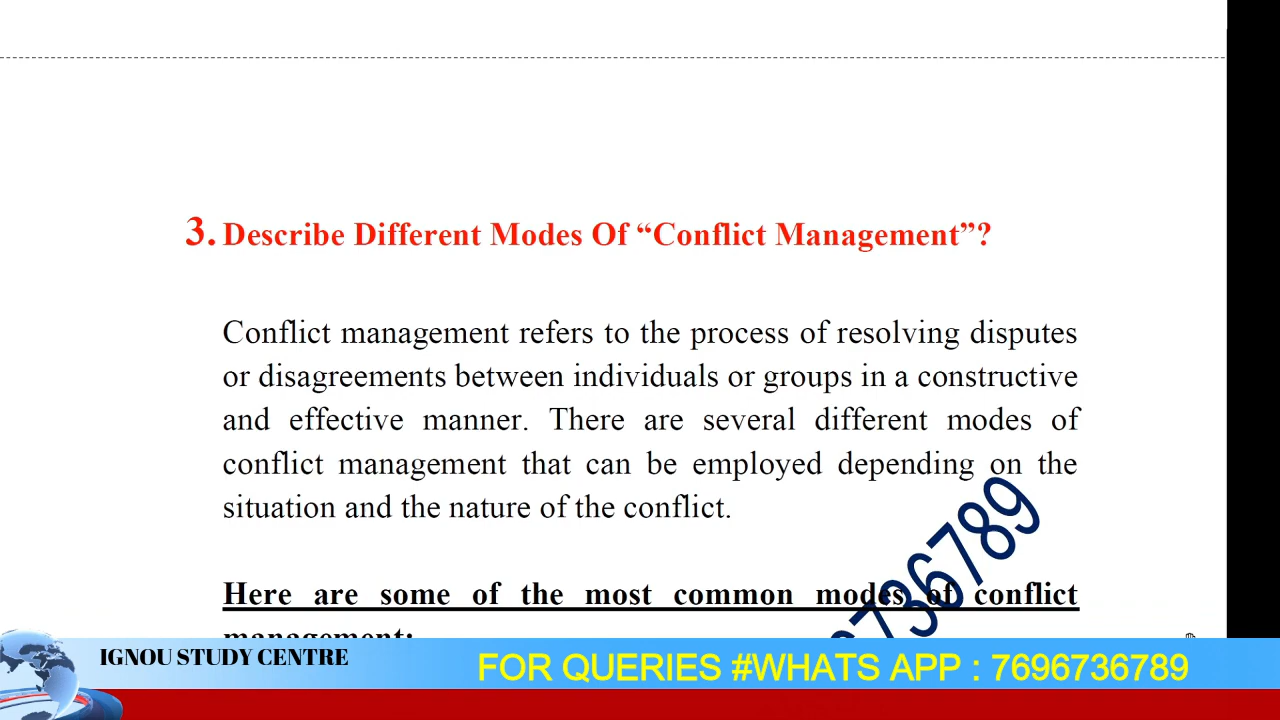 3. Describe Different Modes Of “Conflict Management”?
Conflict management refers to the process of resolving disputes
or disagreements between individuals or groups in a constructive
and effective manner. There are several different modes of
conflict management that can be employed depending on the
situation and the nature of the conflict.
Here are some of the most common modes of conflict
management:
6736789
IGNOU STUDY CENTRE
FOR QUERIES #WHATS APP : 7696736789